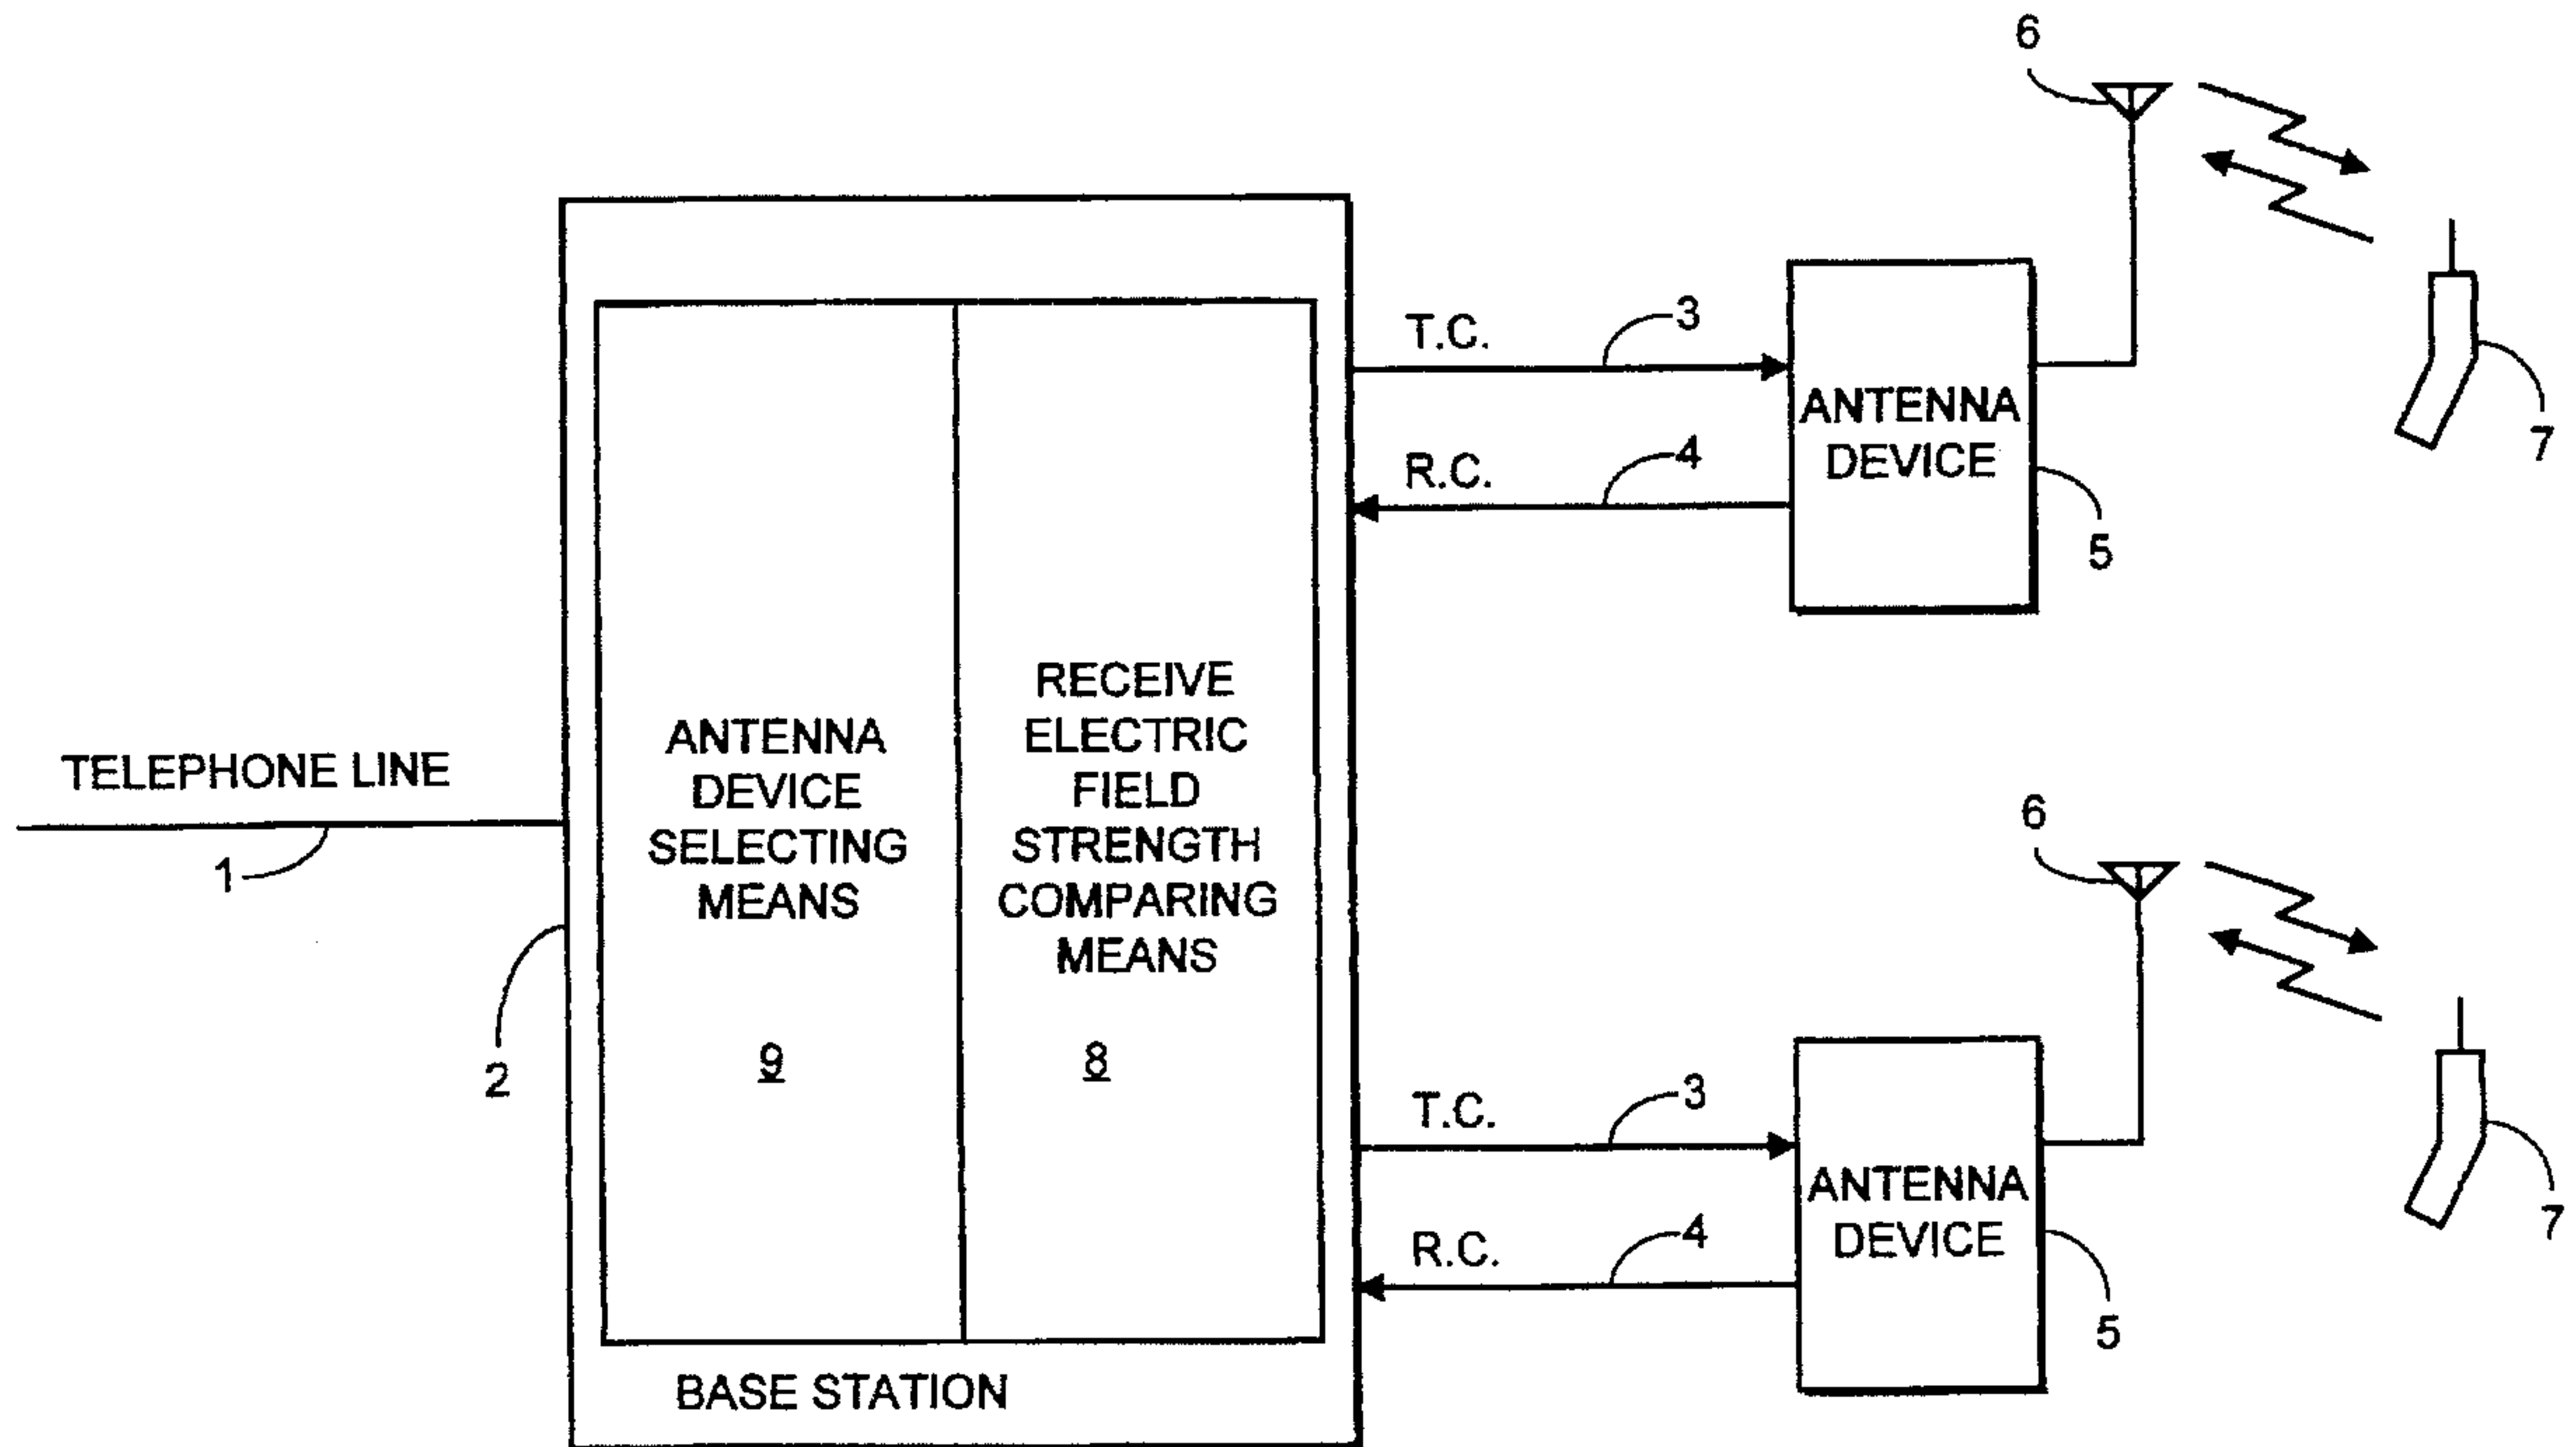 TELEPHONE LINE
1
2
ANTENNA
DEVICE
SELECTING
MEANS
9
RECEIVE
ELECTRIC
FIELD
STRENGTH
COMPARING
MEANS
8
BASE STATION
T.C.
3
R.C.
4
ANTENNA
DEVICE
5
6
7
T.C.
3
R.C.
4
ANTENNA
DEVICE
5
6
7